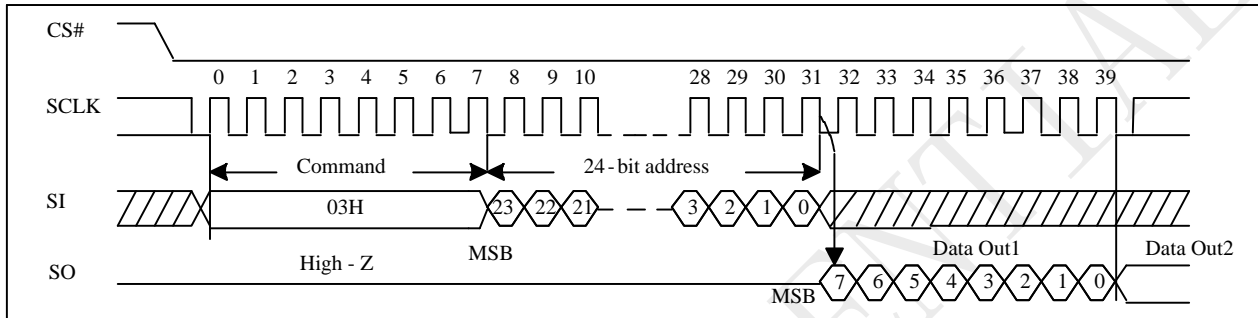 CS#
0 1 2 3 4 5 6 7 8 9 10 28 29 30 31 32 33 34 35 36 37 38 39
SCLK
Command 24-bit address
SI 03H 23 22 21 3 2 1 0
High - Z MSB Data Out1 Data Out2
SO MSB 7 6 5 4 3 2 1 0